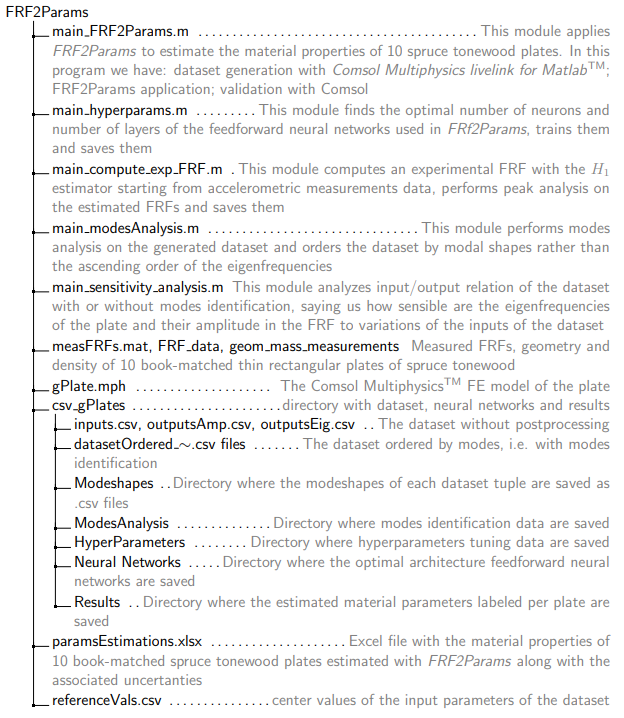 FRF2Params
main_FRF2Params.m ........................................ This module applies
FRF2Params to estimate the material properties of 10 spruce tonewood plates. In this
program we have: dataset generation with Comsol Multiphysics livelink for Matlab™;
FRF2Params application; validation with Comsol
main_hyperparams.m ......... This module finds the optimal number of neurons and
number of layers of the feedforward neural networks used in FRf2Params, trains them
and saves them
main_compute_exp_FRF.m . This module computes an experimental FRF with the H₁
estimator starting from accelerometric measurements data, performs peak analysis on
the estimated FRFs and saves them
main_modesAnalysis.m .............................. This module performs modes
analysis on the generated dataset and orders the dataset by modal shapes rather than
the ascending order of the eigenfrequencies
main_sensitivity_analysis.m This module analyzes input/output relation of the dataset
with or without modes identification, saying us how sensible are the eigenfrequencies
of the plate and their amplitude in the FRF to variations of the inputs of the dataset
measFRFs.mat, FRF_data, geom_mass_measurements Measured FRFs, geometry and
density of 10 book-matched thin rectangular plates of spruce tonewood
gPlate.mph ................... The Comsol Multiphysics™ FE model of the plate
csv_gPlates ......................directory with dataset, neural networks and results
inputs.csv, outputsAmp.csv, outputsEig.csv .. The dataset without postprocessing
datasetOrdered_∼.csv files ....... The dataset ordered by modes, i.e. with modes
identification
Modeshapes .. Directory where the modeshapes of each dataset tuple are saved as
.csv files
ModesAnalysis ..............Directory where modes identification data are saved
HyperParameters ........ Directory where hyperparameters tuning data are saved
Neural Networks .....Directory where the optimal architecture feedforward neural
networks are saved
Results ..Directory where the estimated material parameters labeled per plate are
saved
paramsEstimations.xlsx ................... Excel file with the material properties of
10 book-matched spruce tonewood plates estimated with FRF2Params along with the
associated uncertanties
referenceVals.csv ............... center values of the input parameters of the dataset